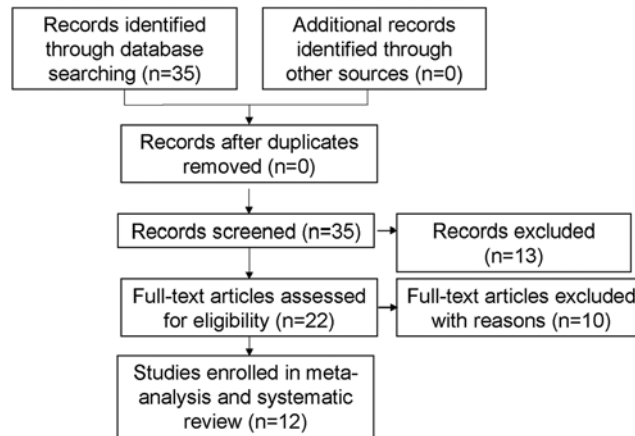 Records identified
through database
searching (n=35)
Additional records
identified through
other sources (n=0)
Records after duplicates
removed (n=0)
Records screened (n=35)
Records excluded
(n=13)
Full-text articles assessed
for eligibility (n=22)
Full-text articles excluded
with reasons (n=10)
Studies enrolled in meta-
analysis and systematic
review (n=12)